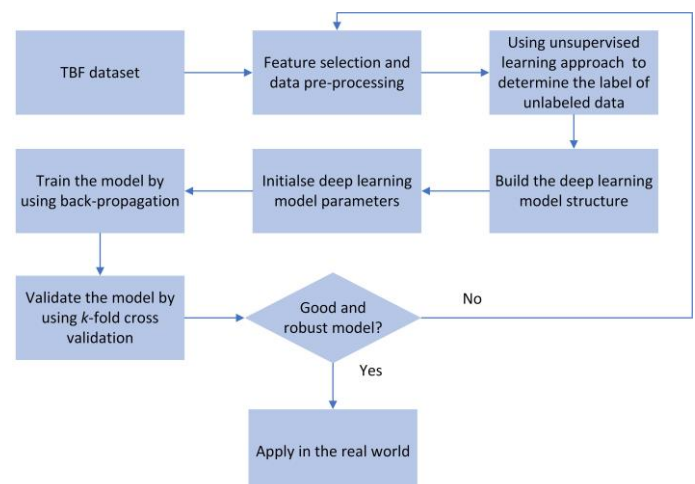 TBF dataset
Feature selection and
data pre-processing
Using unsupervised
learning approach to
determine the label of
unlabeled data
Build the deep learning
model structure
Initialse deep learning
model parameters
Train the model by
using back-propagation
Validate the model by
using k-fold cross
validation
Good and
robust model?
No
Yes
Apply in the real world